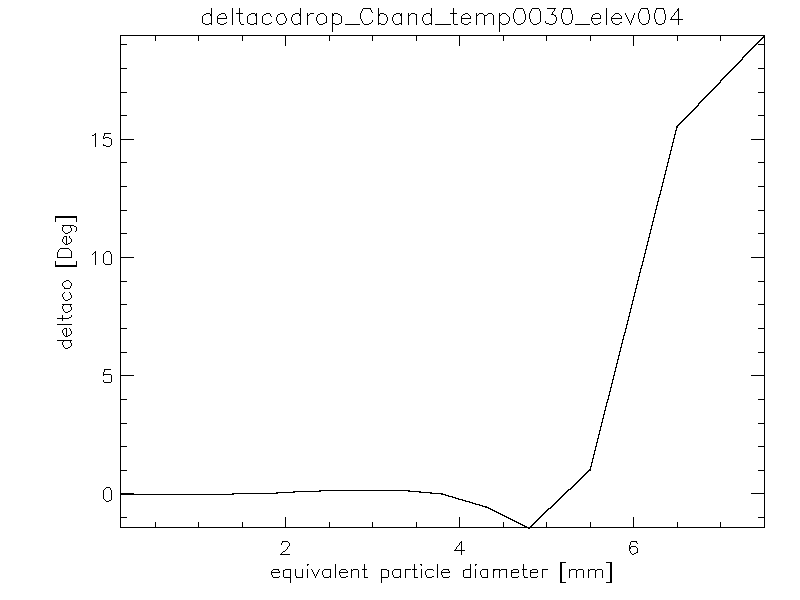 deltacodrop_Cband_temp0030_elev004
15
10
5
0
deltaco [Deg]
2 4 6
equivalent particle diameter [mm]